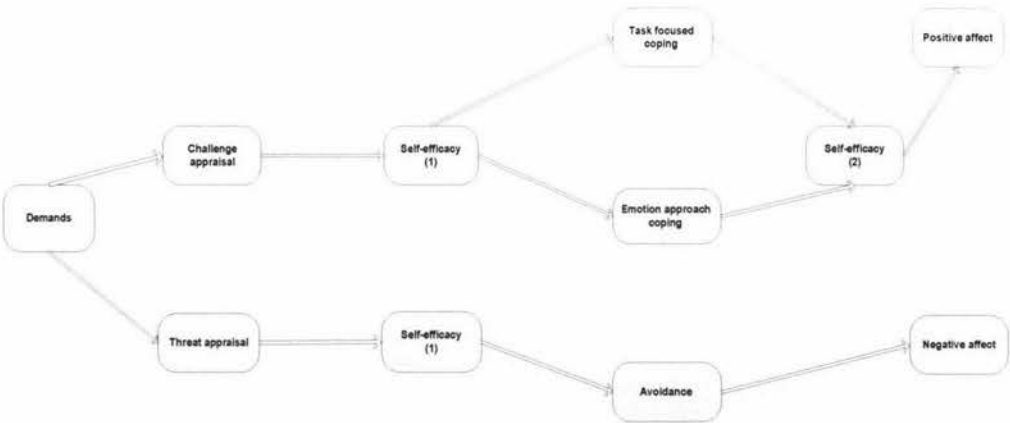 Task focused
coping
Positive affect
Challenge
appraisal
Self-efficacy
(1)
Self-efficacy
(2)
Demands
Emotion approach
coping
Threat appraisal
Self-efficacy
(1)
Negative affect
Avoidance